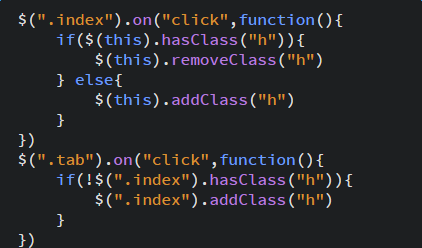 $(".index").on("click",function(){
    if($(this).hasClass("h")){
        $(this).removeClass("h")
    } else{
        $(this).addClass("h")
    }
})
$(".tab").on("click",function(){
    if(!$(".index").hasClass("h")){
        $(".index").addClass("h")
    }
})